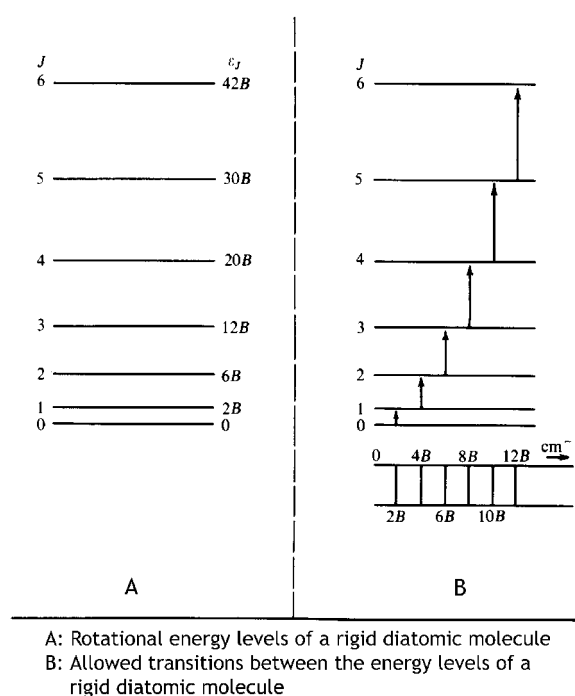 J εJ J
6 42B 6
5 30B 5
4 20B 4
3 12B 3
2 6B 2
1 2B 1
0 0 0
0 4B 8B 12B cm⁻
2B 6B 10B
A B
A: Rotational energy levels of a rigid diatomic molecule
B: Allowed transitions between the energy levels of a
rigid diatomic molecule